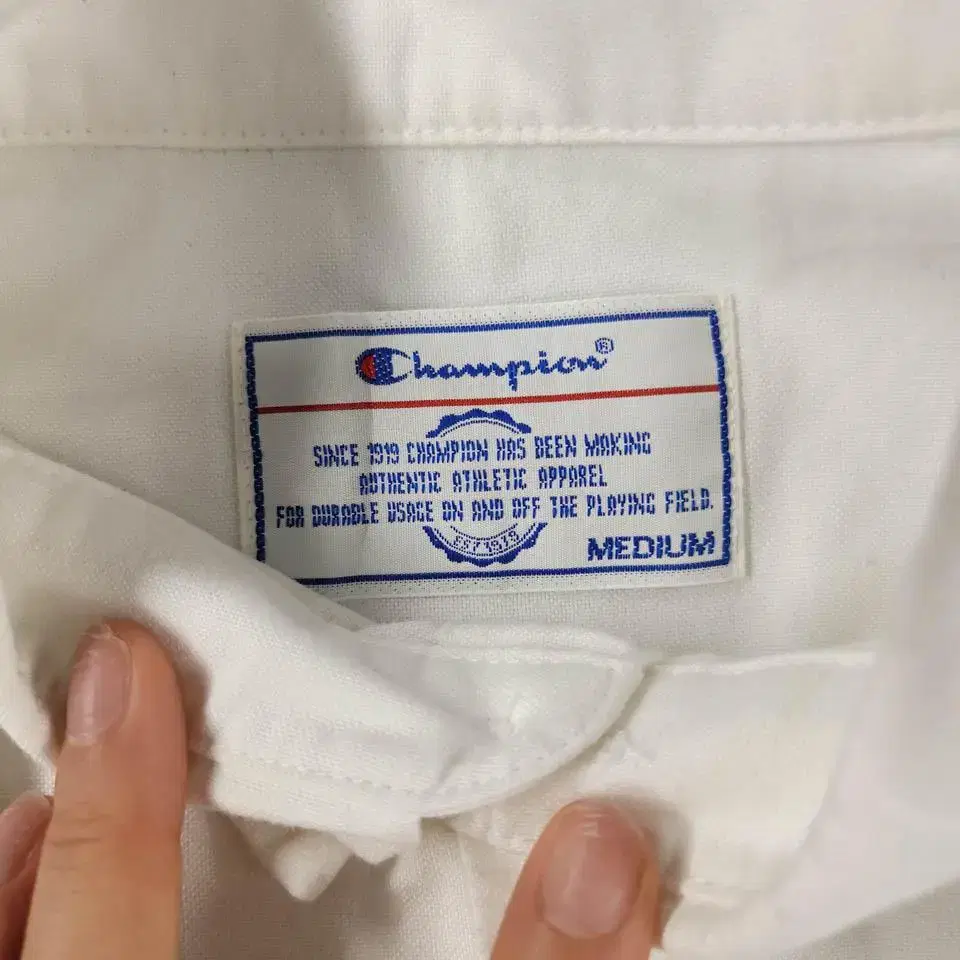 Champion®
SINCE 1919 CHAMPION HAS BEEN MAKING
AUTHENTIC ATHLETIC APPAREL
FOR DURABLE USAGE ON AND OFF THE PLAYING FIELD.
EST 1919
MEDIUM